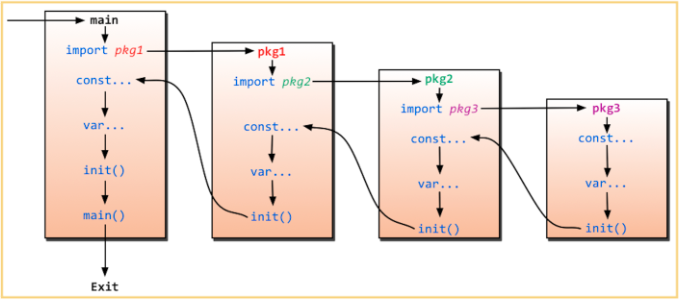 main
import pkg1
const...
var...
init()
main()
Exit
pkg1
import pkg2
const...
var...
init()
pkg2
import pkg3
const...
var...
init()
pkg3
const...
var...
init()